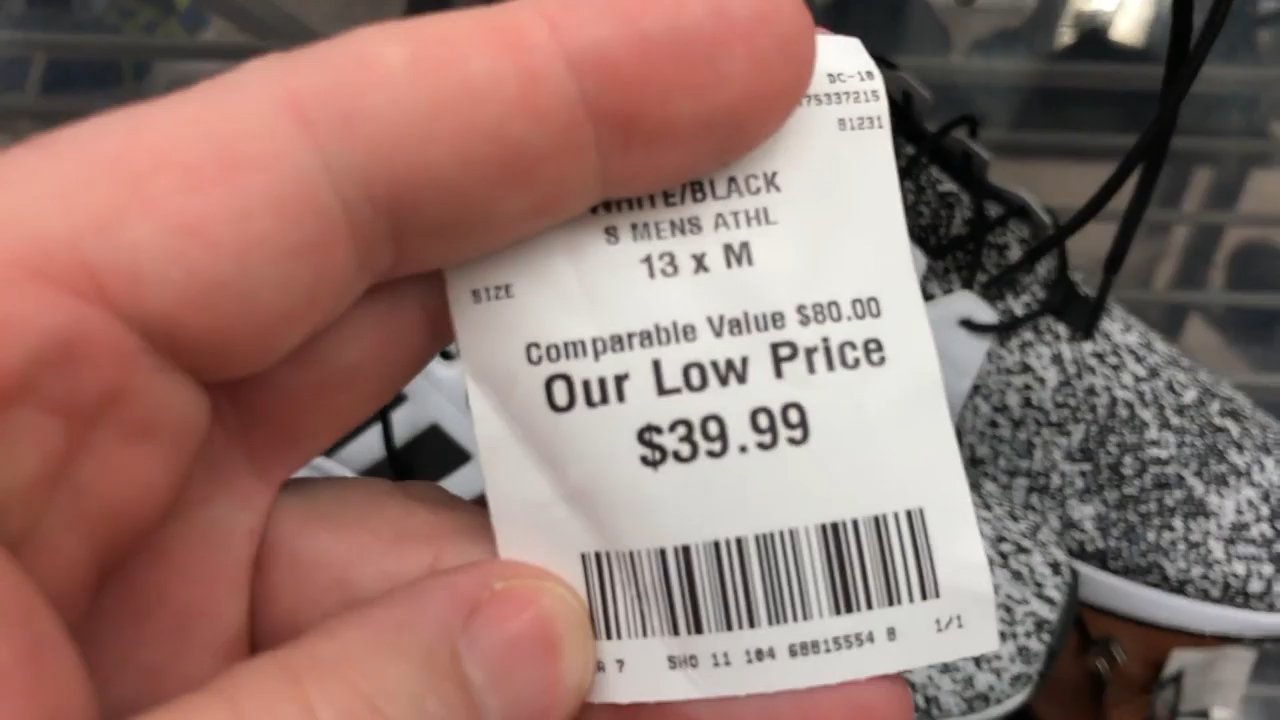 DC-10
75337215
81231
WHITE/BLACK
S MENS ATHL
13 x M
SIZE
Comparable Value $80.00
Our Low Price
$39.99
7 SHO 11 104 68815554 8 1/1